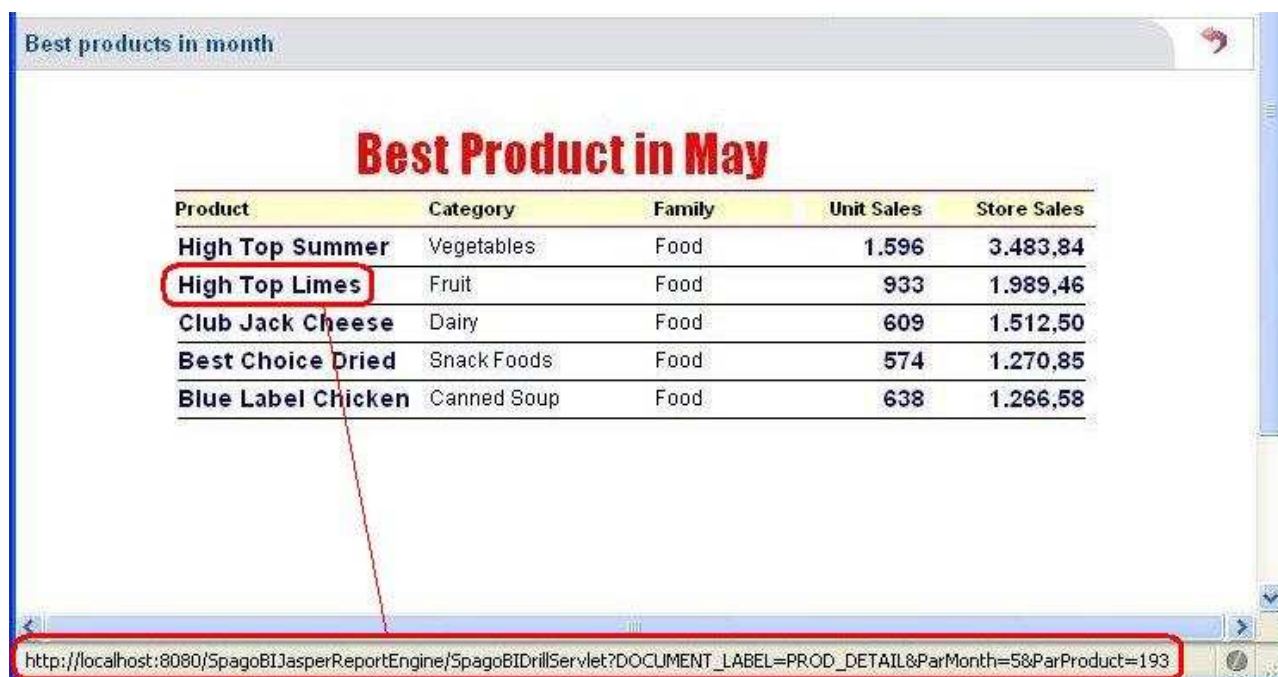 Best products in month
Best Product in May
Product Category Family Unit Sales Store Sales
High Top Summer Vegetables Food 1.596 3.483,84
High Top Limes Fruit Food 933 1.989,46
Club Jack Cheese Dairy Food 609 1.512,50
Best Choice Dried Snack Foods Food 574 1.270,85
Blue Label Chicken Canned Soup Food 638 1.266,58
http://localhost:8080/SpagoBIJasperReportEngine/SpagoBIDrillServlet?DOCUMENT_LABEL=PROD_DETAIL&ParMonth=5&ParProduct=193